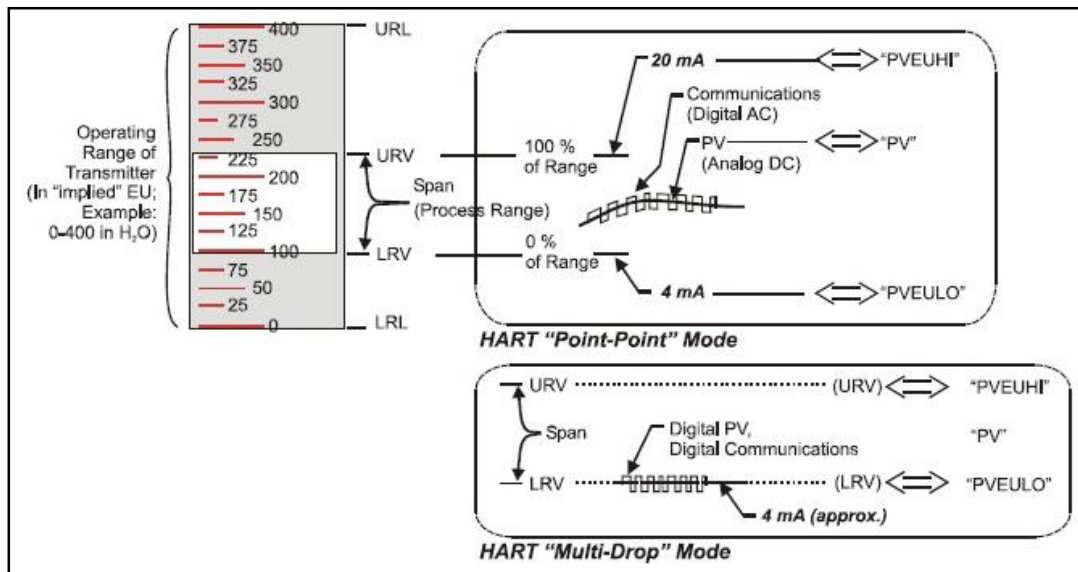 Operating
Range of
Transmitter
(In “implied” EU;
Example:
0–400 in H₂O)
400
375
350
325
300
275
250
225
200
175
150
125
100
75
50
25
0
URL
URV
Span
(Process Range)
LRV
LRL
100 %
of Range
0 %
of Range
20 mA
“PVEUHI”
Communications
(Digital AC)
PV
(Analog DC)
“PV”
4 mA
“PVEULO”
HART “Point-Point” Mode
URV
(URV)
“PVEUHI”
Span
Digital PV,
Digital Communications
“PV”
LRV
(LRV)
“PVEULO”
4 mA (approx.)
HART “Multi-Drop” Mode